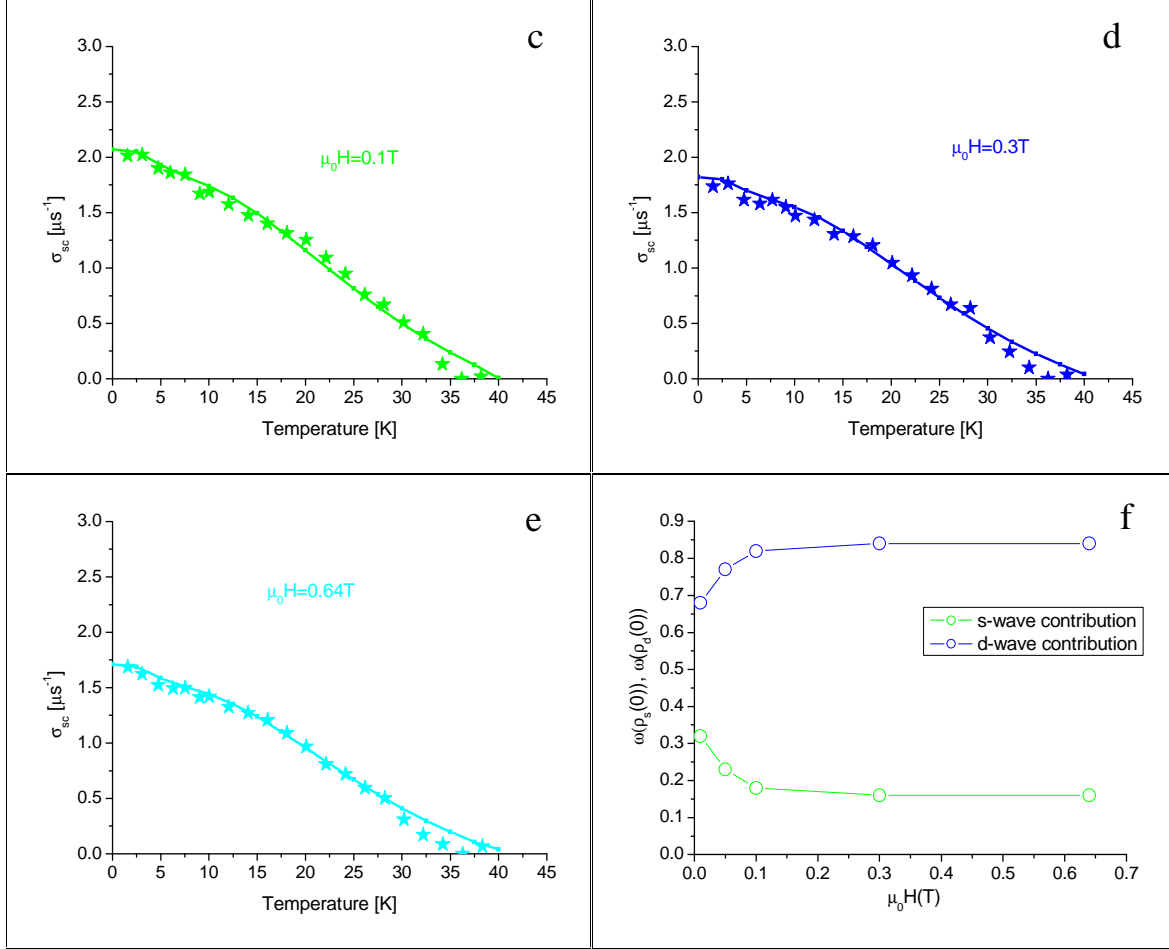 c
3.0
2.5
2.0
1.5
1.0
0.5
0.0
σsc [μs-1]
μ0H=0.1T
0 5 10 15 20 25 30 35 40 45
Temperature [K]
d
3.0
2.5
2.0
1.5
1.0
0.5
0.0
σsc [μs-1]
μ0H=0.3T
0 5 10 15 20 25 30 35 40 45
Temperature [K]
e
3.0
2.5
2.0
1.5
1.0
0.5
0.0
σsc [μs-1]
μ0H=0.64T
0 5 10 15 20 25 30 35 40 45
Temperature [K]
f
0.9
0.8
0.7
0.6
0.5
0.4
0.3
0.2
0.1
0.0
ω(ρs(0)), ω(ρd(0))
s-wave contribution
d-wave contribution
0.0 0.1 0.2 0.3 0.4 0.5 0.6 0.7
μ0H(T)